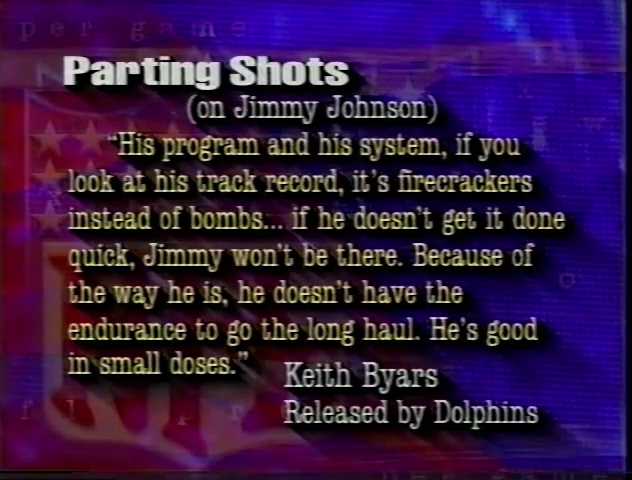 per game
Parting Shots
(on Jimmy Johnson)
"His program and his system, if you
look at his track record, it's firecrackers
instead of bombs... if he doesn't get it done
quick, Jimmy won't be there. Because of
the way he is, he doesn't have the
endurance to go the long haul. He's good
in small doses."
Keith Byars
Released by Dolphins